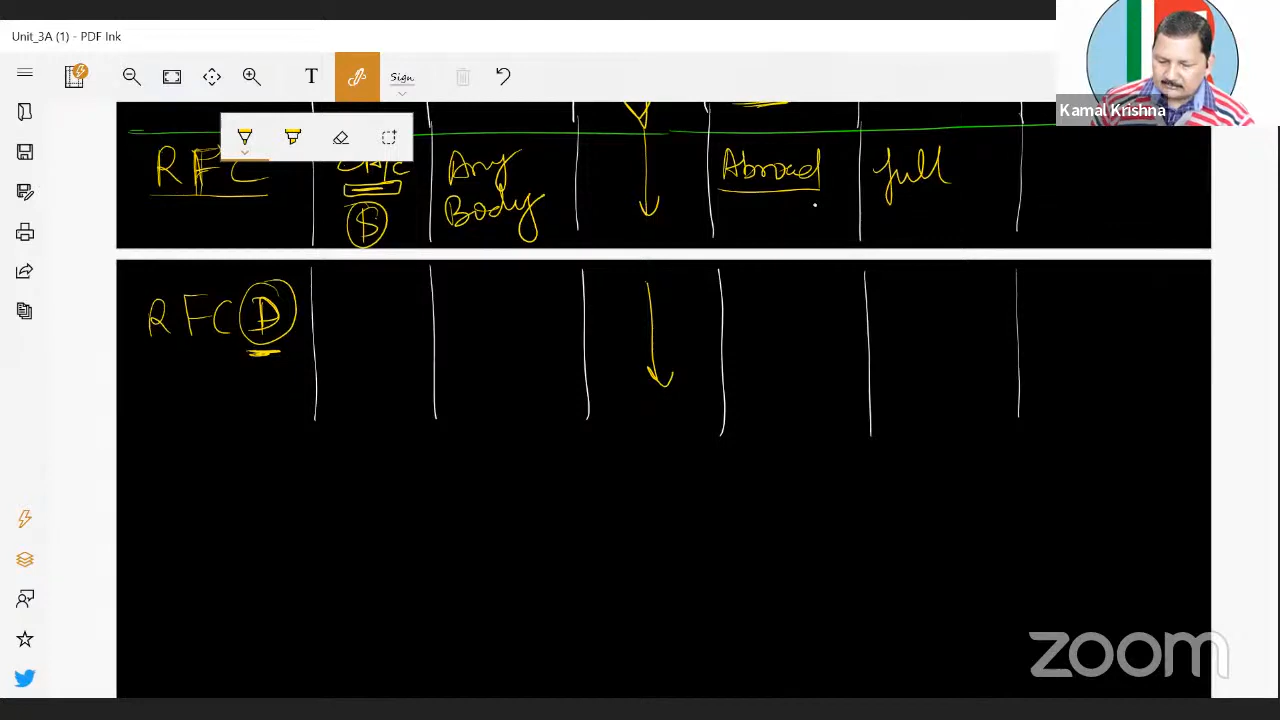 Unit_3A (1) - PDF Ink
T
Sign
Kamal Krishna
RFC
Any
Body
Abroad
full
$
RFC D
zoom